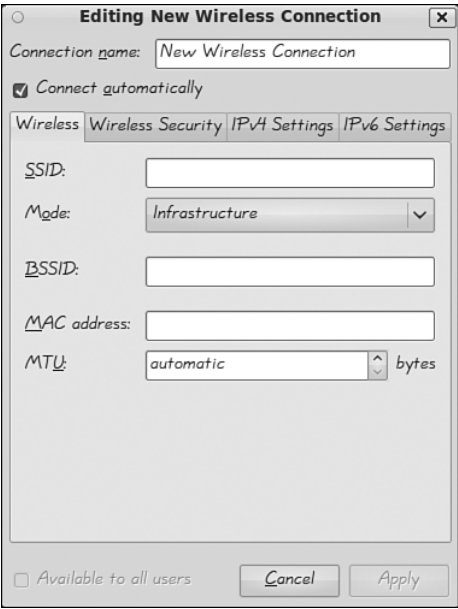 Editing New Wireless Connection
Connection name: New Wireless Connection
Connect automatically
Wireless Wireless Security IPv4 Settings IPv6 Settings
SSID:
Mode: Infrastructure
BSSID:
MAC address:
MTU: automatic bytes
Available to all users Cancel Apply